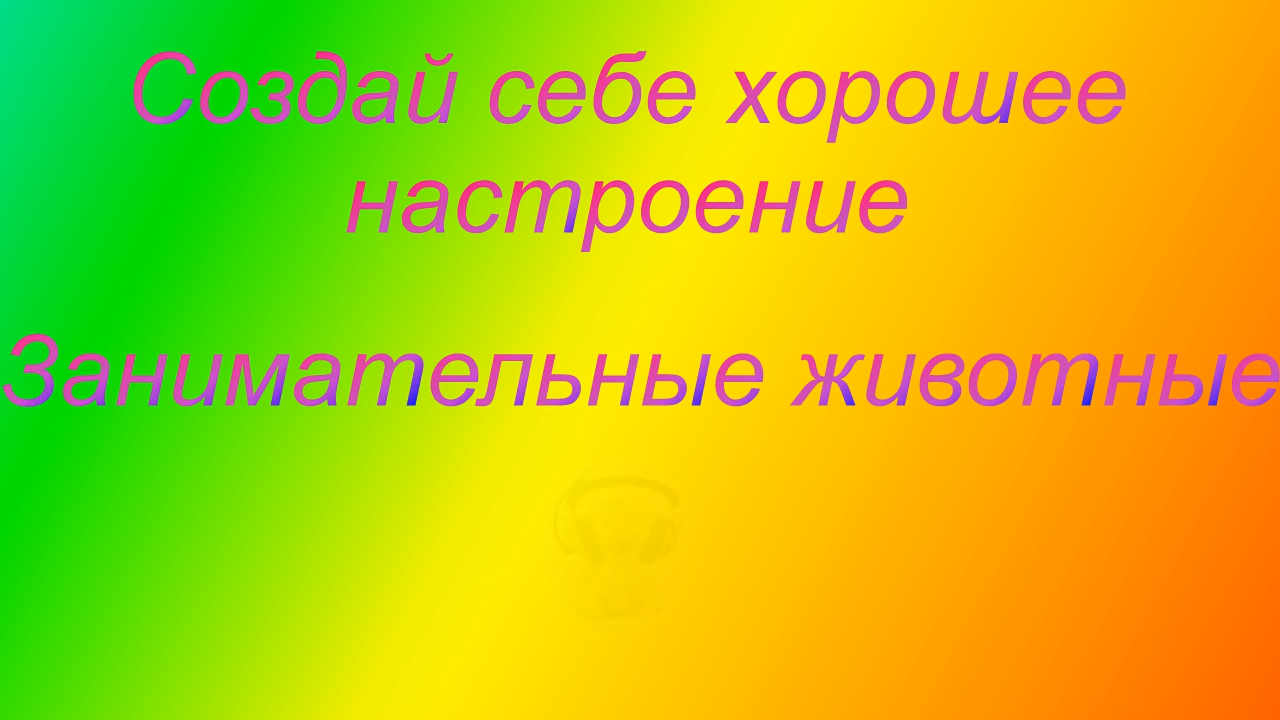 Создай себе хорошее
настроение
Занимательные животные